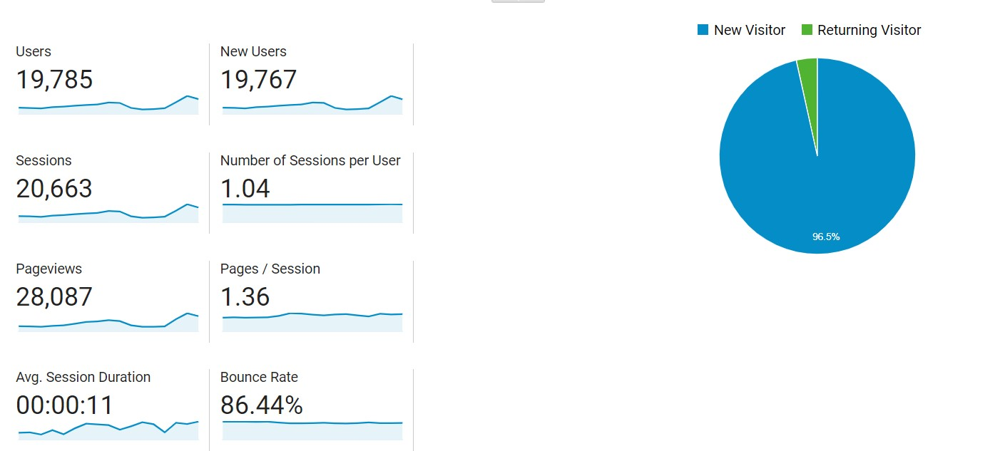 New Visitor Returning Visitor
Users
19,785
New Users
19,767
Sessions
20,663
Number of Sessions per User
1.04
Pageviews
28,087
Pages / Session
1.36
Avg. Session Duration
00:00:11
Bounce Rate
86.44%
96.5%